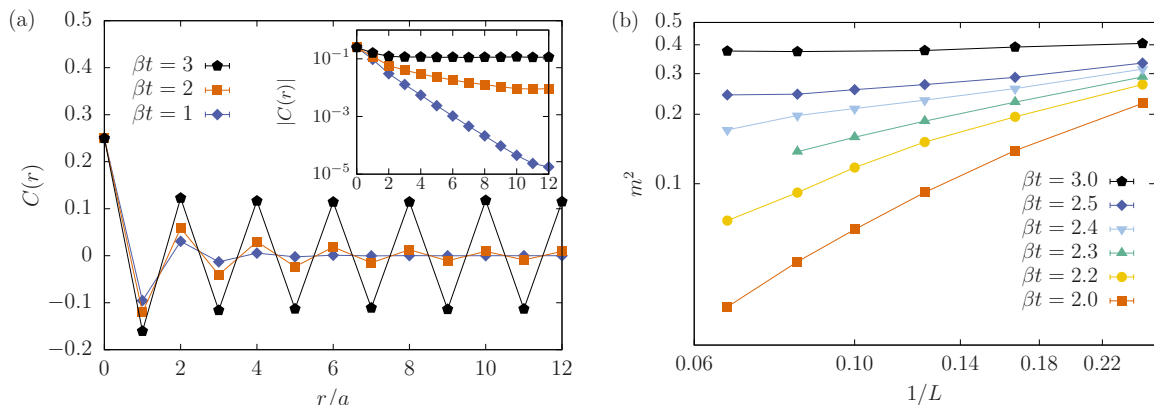 (a)
0.5
0.4
0.3
0.2
0.1
0
−0.1
−0.2
C(r)
0 2 4 6 8 10 12
r/a
βt = 3
βt = 2
βt = 1
10⁻¹
10⁻³
10⁻⁵
|C(r)|
0 2 4 6 8 10 12
(b)
0.5
0.4
0.3
0.2
0.1
m²
0.06 0.10 0.14 0.18 0.22
1/L
βt = 3.0
βt = 2.5
βt = 2.4
βt = 2.3
βt = 2.2
βt = 2.0